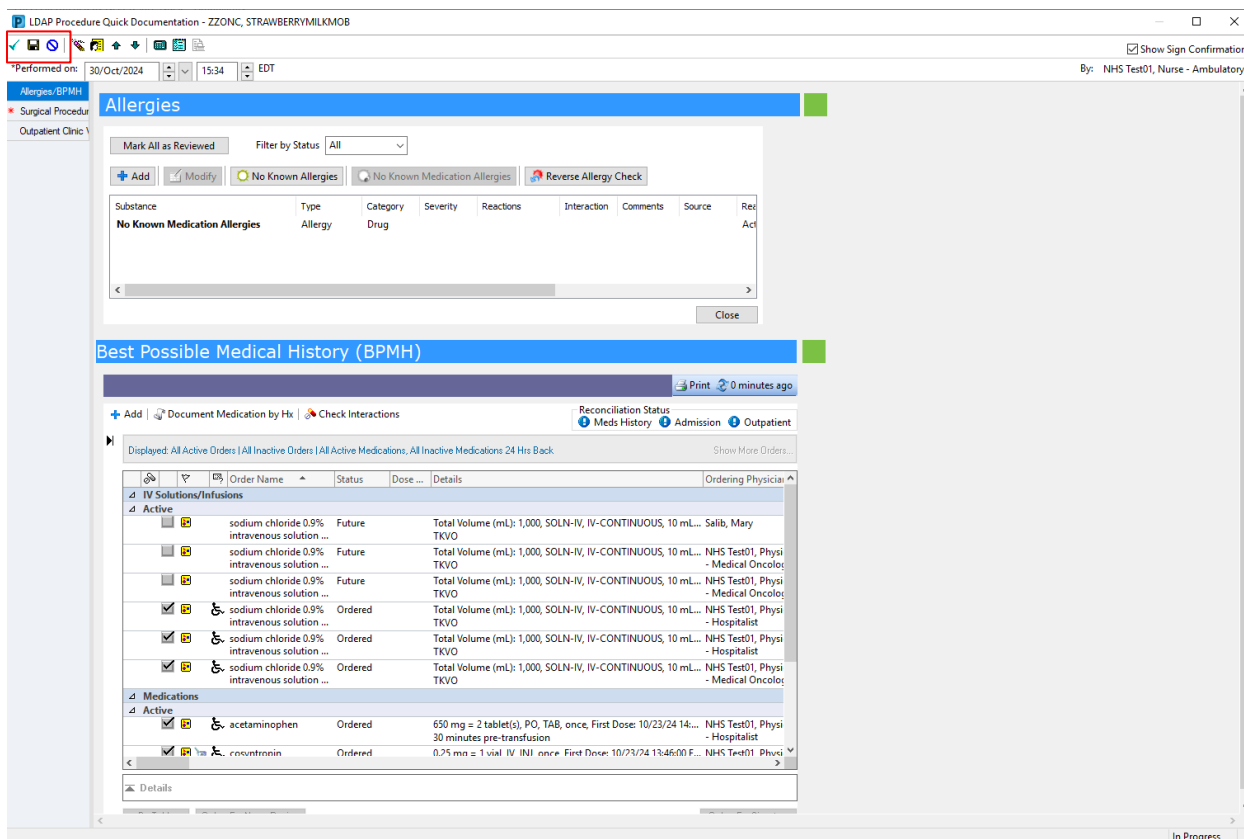 LDAP Procedure Quick Documentation - ZZONC, STRAWBERRYMILKMOB
Show Sign Confirmation
*Performed on: 30/Oct/2024 15:34 EDT By: NHS Test01, Nurse - Ambulatory
Allergies/BPMH
* Surgical Procedur
Outpatient Clinic V
Allergies
Mark All as Reviewed Filter by Status All
Add Modify No Known Allergies No Known Medication Allergies Reverse Allergy Check
Substance Type Category Severity Reactions Interaction Comments Source Rea
No Known Medication Allergies Allergy Drug Act
Close
Best Possible Medical History (BPMH)
Print 0 minutes ago
Add Document Medication by Hx Check Interactions
Reconciliation Status
Meds History Admission Outpatient
Displayed: All Active Orders | All Inactive Orders | All Active Medications, All Inactive Medications 24 Hrs Back Show More Orders...
Order Name Status Dose ... Details Ordering Physician
IV Solutions/Infusions
Active
sodium chloride 0.9% Future Total Volume (mL): 1,000, SOLN-IV, IV-CONTINUOUS, 10 mL... Salib, Mary
intravenous solution ... TKVO
sodium chloride 0.9% Future Total Volume (mL): 1,000, SOLN-IV, IV-CONTINUOUS, 10 mL... NHS Test01, Physi
intravenous solution ... TKVO - Medical Oncolog
sodium chloride 0.9% Future Total Volume (mL): 1,000, SOLN-IV, IV-CONTINUOUS, 10 mL... NHS Test01, Physi
intravenous solution ... TKVO - Medical Oncolog
sodium chloride 0.9% Ordered Total Volume (mL): 1,000, SOLN-IV, IV-CONTINUOUS, 10 mL... NHS Test01, Physi
intravenous solution ... TKVO - Hospitalist
sodium chloride 0.9% Ordered Total Volume (mL): 1,000, SOLN-IV, IV-CONTINUOUS, 10 mL... NHS Test01, Physi
intravenous solution ... TKVO - Hospitalist
sodium chloride 0.9% Ordered Total Volume (mL): 1,000, SOLN-IV, IV-CONTINUOUS, 10 mL... NHS Test01, Physi
intravenous solution ... TKVO - Medical Oncolog
Medications
Active
acetaminophen Ordered 650 mg = 2 tablet(s), PO, TAB, once, First Dose: 10/23/24 14:... NHS Test01, Physi
30 minutes pre-transfusion - Hospitalist
cosyntropin Ordered 0.25 mg = 1 vial, IV, INJ, once, First Dose: 10/23/24 13:46:00 E... NHS Test01, Physi
Details
In Progress